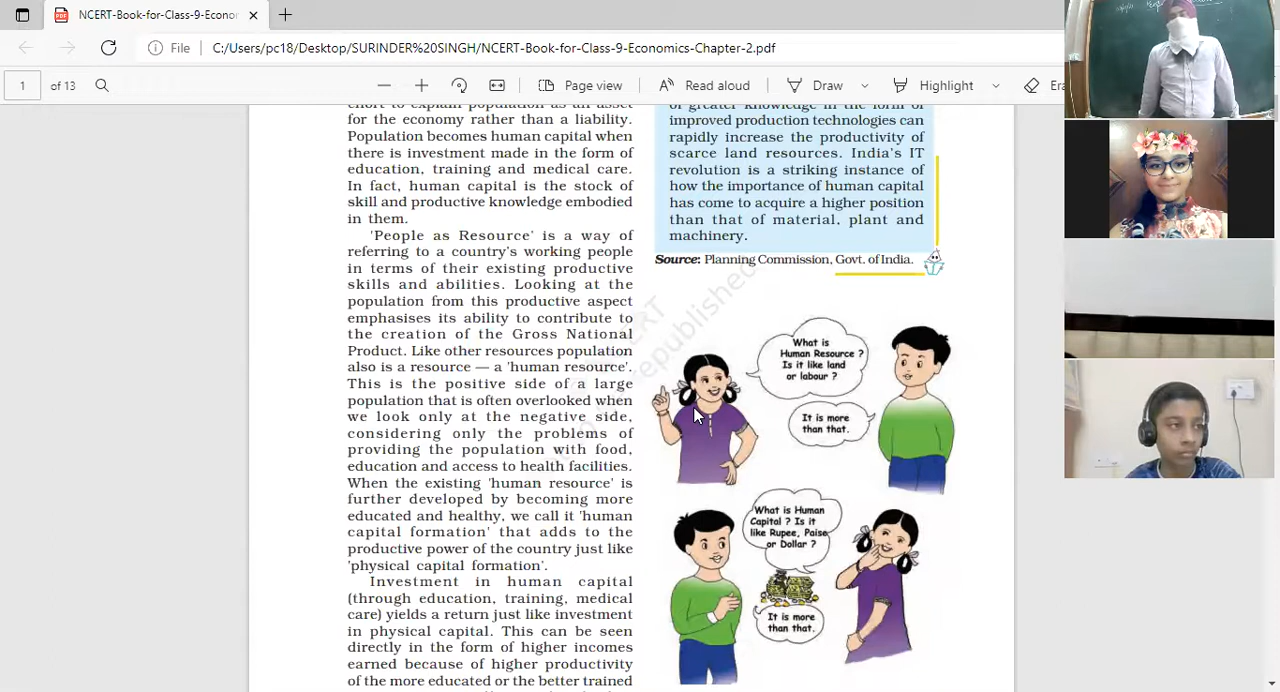 NCERT-Book-for-Class-9-Econo
File
C:/Users/pc18/Desktop/SURINDER%20SINGH/NCERT-Book-for-Class-9-Economics-Chapter-2.pdf
1 of 13
Page view
Read aloud
Draw
Highlight
Era
effort to explain population as an asset
for the economy rather than a liability.
Population becomes human capital when
there is investment made in the form of
education, training and medical care.
In fact, human capital is the stock of
skill and productive knowledge embodied
in them.
'People as Resource' is a way of
referring to a country's working people
in terms of their existing productive
skills and abilities. Looking at the
population from this productive aspect
emphasises its ability to contribute to
the creation of the Gross National
Product. Like other resources population
also is a resource — a 'human resource'.
This is the positive side of a large
population that is often overlooked when
we look only at the negative side,
considering only the problems of
providing the population with food,
education and access to health facilities.
When the existing 'human resource' is
further developed by becoming more
educated and healthy, we call it 'human
capital formation' that adds to the
productive power of the country just like
'physical capital formation'.
Investment in human capital
(through education, training, medical
care) yields a return just like investment
in physical capital. This can be seen
directly in the form of higher incomes
earned because of higher productivity
of the more educated or the better trained
of greater knowledge in the form of
improved production technologies can
rapidly increase the productivity of
scarce land resources. India's IT
revolution is a striking instance of
how the importance of human capital
has come to acquire a higher position
than that of material, plant and
machinery.
Source: Planning Commission, Govt. of India.
What is
Human Resource ?
Is it like land
or labour ?
It is more
than that.
What is Human
Capital ? Is it
like Rupee, Paise
or Dollar ?
It is more
than that.
republished